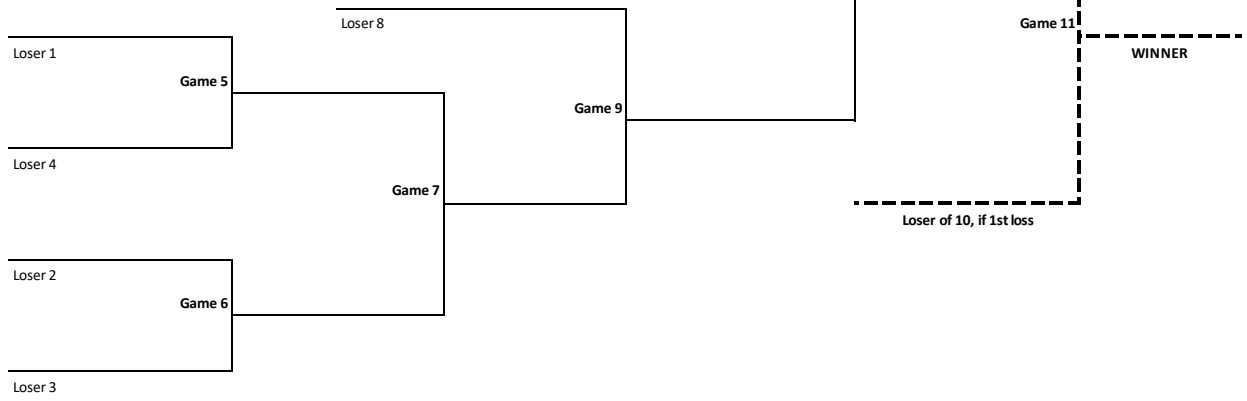 Loser 8
Game 11
Loser 1
WINNER
Game 5
Game 9
Loser 4
Game 7
Loser of 10, if 1st loss
Loser 2
Game 6
Loser 3